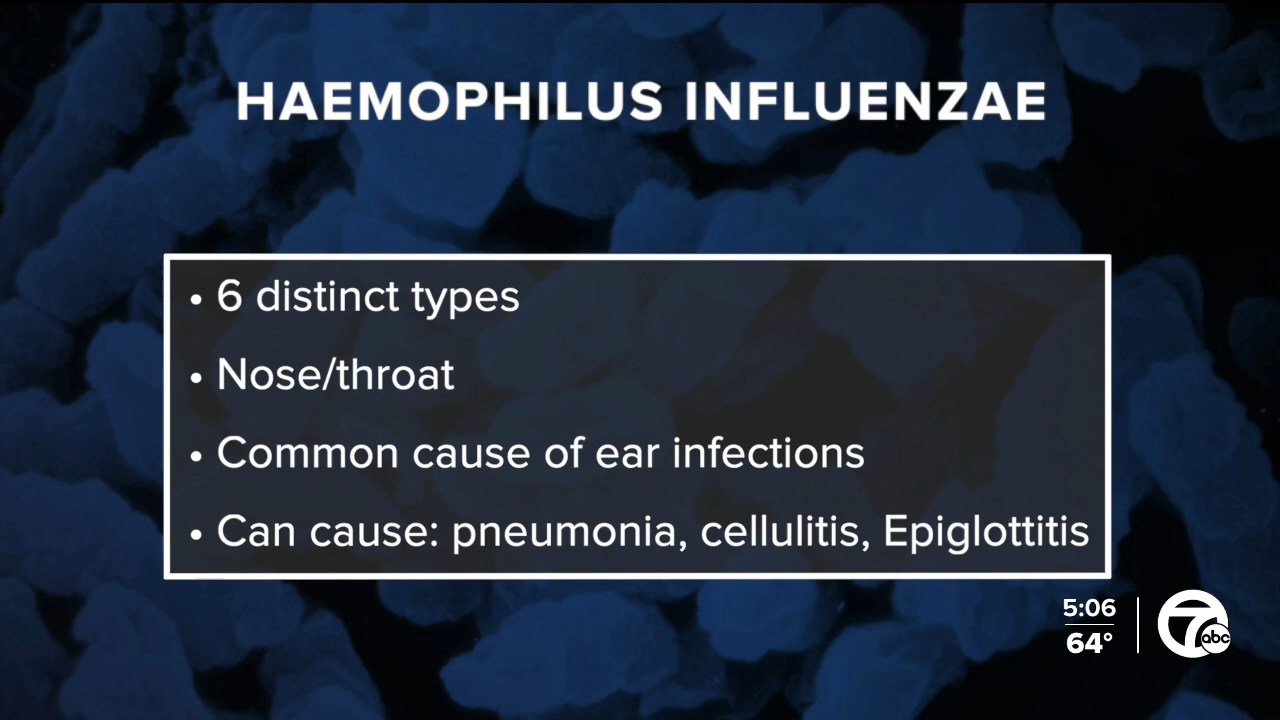 HAEMOPHILUS INFLUENZAE
• 6 distinct types
• Nose/throat
• Common cause of ear infections
• Can cause: pneumonia, cellulitis, Epiglottitis
5:06
64°
7 abc